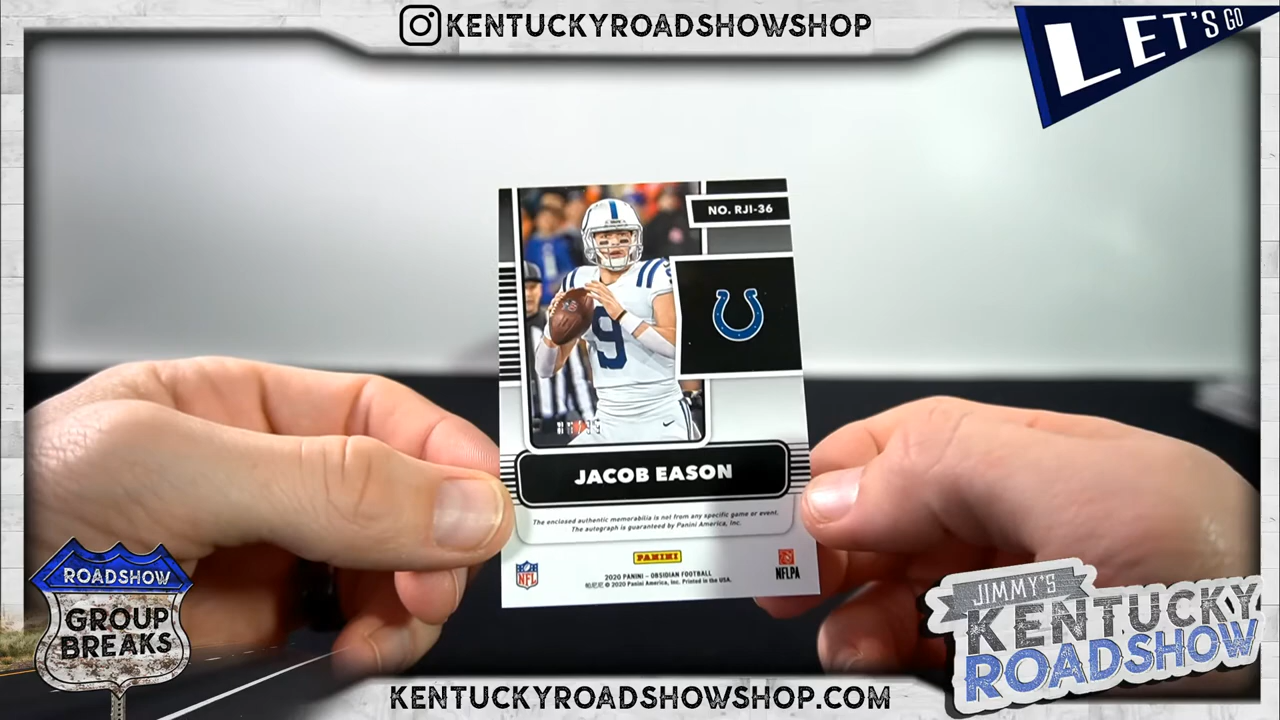 KENTUCKYROADSHOWSHOP
LET'S GO
NO. RJI-36
9
JACOB EASON
The enclosed authentic memorabilia is not from any specific game or event.
The autograph is guaranteed by Panini America, Inc.
PANINI
NFL
2020 PANINI - OBSIDIAN FOOTBALL
© 2020 Panini America, Inc. Printed in the USA.
NFLPA
ROADSHOW
GROUP
BREAKS
JIMMY'S
KENTUCKY
ROADSHOW
KENTUCKYROADSHOWSHOP.COM